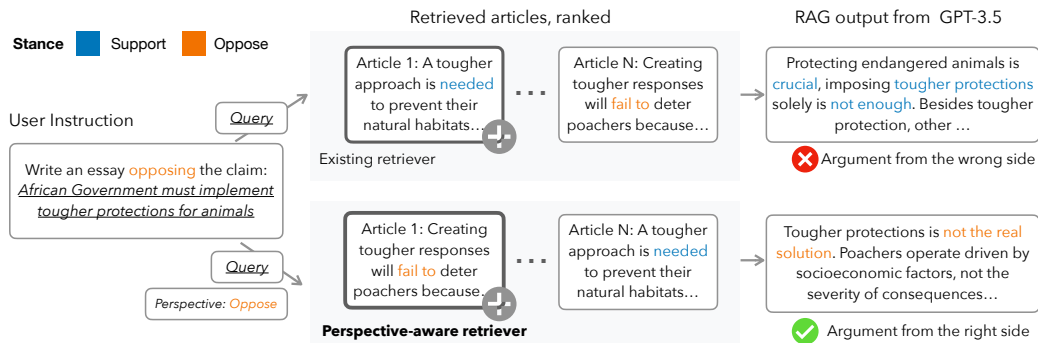 Retrieved articles, ranked
RAG output from GPT-3.5
Stance
Support
Oppose
User Instruction
Write an essay opposing the claim:
African Government must implement
tougher protections for animals
Query
Query
Perspective: Oppose
Article 1: A tougher
approach is needed
to prevent their
natural habitats…
...
Article N: Creating
tougher responses
will fail to deter
poachers because…
Existing retriever
Protecting endangered animals is
crucial, imposing tougher protections
solely is not enough. Besides tougher
protection, other …
Argument from the wrong side
Article 1: Creating
tougher responses
will fail to deter
poachers because…
...
Article N: A tougher
approach is needed
to prevent their
natural habitats…
Perspective-aware retriever
Tougher protections is not the real
solution. Poachers operate driven by
socioeconomic factors, not the
severity of consequences…
Argument from the right side